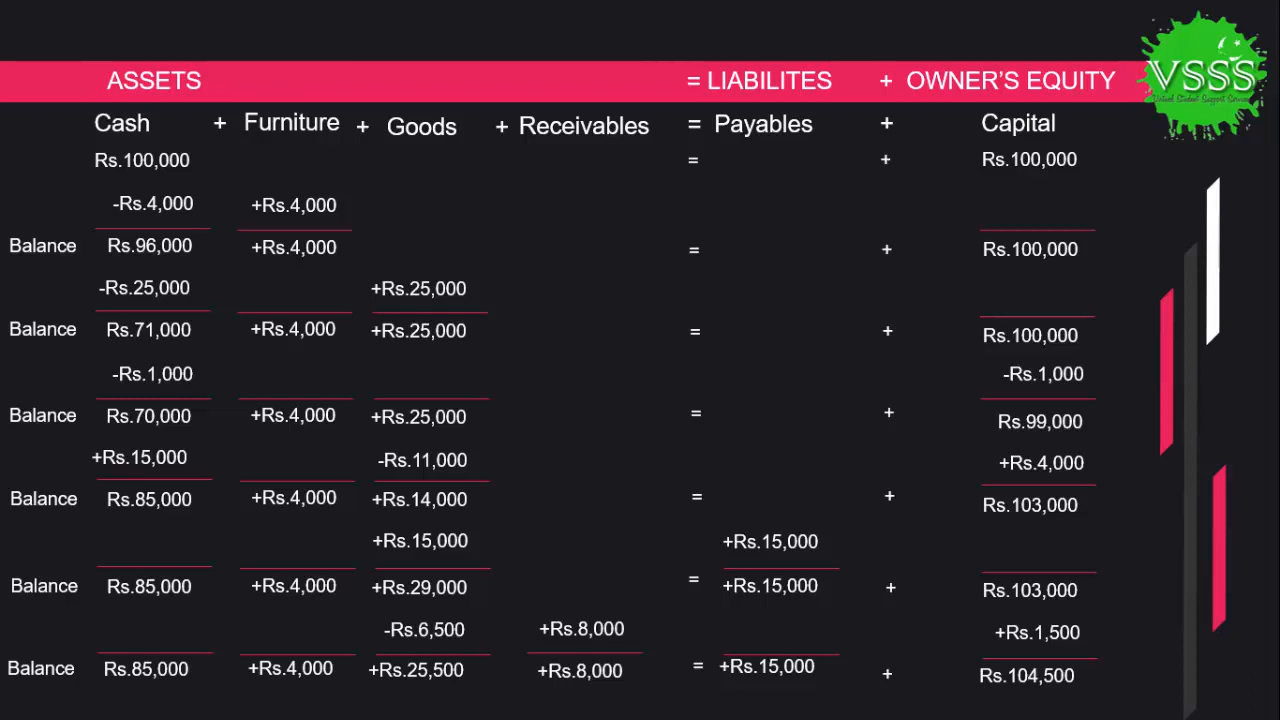 ASSETS = LIABILITES + OWNER'S EQUITY
VSSS
Virtual Student Support Services
Cash + Furniture + Goods + Receivables = Payables + Capital
Rs.100,000 = + Rs.100,000
-Rs.4,000 +Rs.4,000
Balance Rs.96,000 +Rs.4,000 = + Rs.100,000
-Rs.25,000 +Rs.25,000
Balance Rs.71,000 +Rs.4,000 +Rs.25,000 = + Rs.100,000
-Rs.1,000 -Rs.1,000
Balance Rs.70,000 +Rs.4,000 +Rs.25,000 = + Rs.99,000
+Rs.15,000 -Rs.11,000 +Rs.4,000
Balance Rs.85,000 +Rs.4,000 +Rs.14,000 = + Rs.103,000
+Rs.15,000 +Rs.15,000
Balance Rs.85,000 +Rs.4,000 +Rs.29,000 = +Rs.15,000 + Rs.103,000
-Rs.6,500 +Rs.8,000 +Rs.1,500
Balance Rs.85,000 +Rs.4,000 +Rs.25,500 +Rs.8,000 = +Rs.15,000 + Rs.104,500